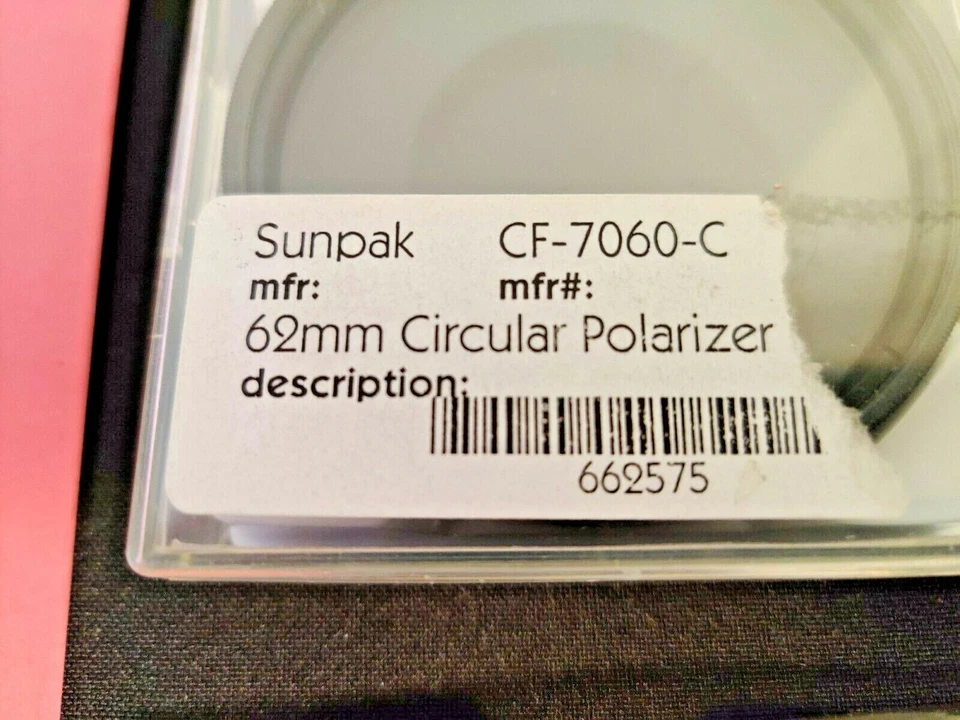 Sunpak CF-7060-C
mfr: mfr#:
62mm Circular Polarizer
description:
662575